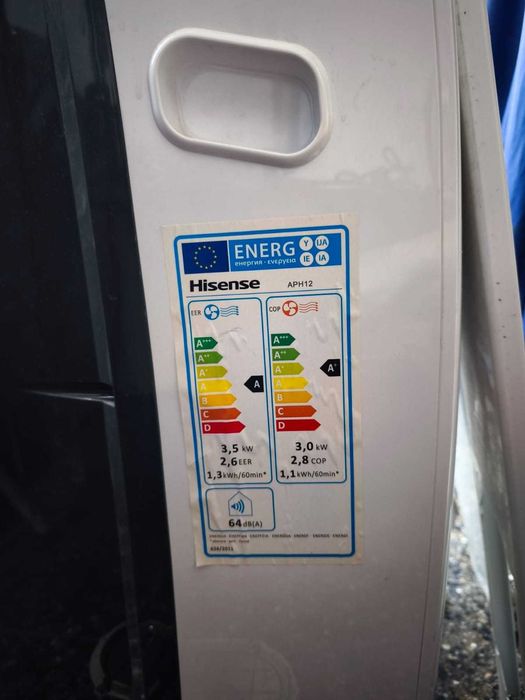 ENERG Y IJA
енергия · ενεργεια IE IA
Hisense APH12
EER COP
A+++ A+++
A++ A++
A+ A+
A A A A+
B B
C C
D D
3,5 kW 3,0 kW
2,6 EER 2,8 COP
1,3 kWh/60min* 1,1 kWh/60min*
64 dB(A)
626/2011